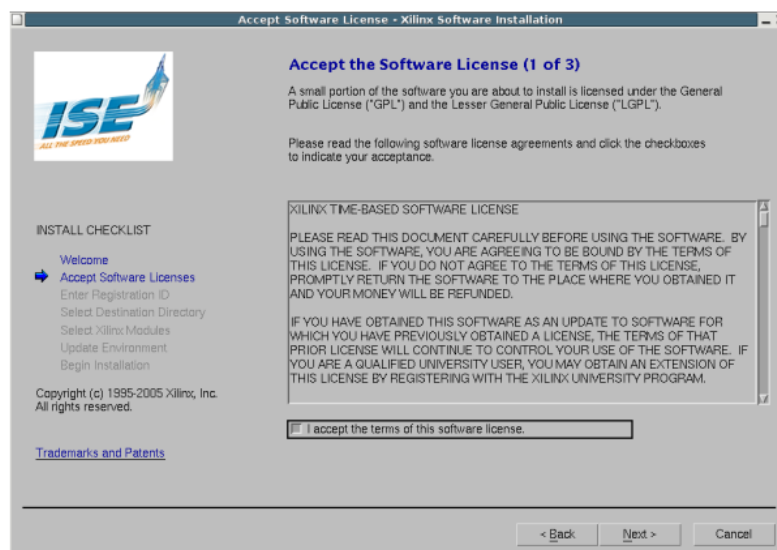 Accept Software License - Xilinx Software Installation
ISE
ALL THE SPEED YOU NEED
INSTALL CHECKLIST
Welcome
Accept Software Licenses
Enter Registration ID
Select Destination Directory
Select Xilinx Modules
Update Environment
Begin Installation
Copyright (c) 1995-2005 Xilinx, Inc.
All rights reserved.
Trademarks and Patents
Accept the Software License (1 of 3)
A small portion of the software you are about to install is licensed under the General
Public License ("GPL") and the Lesser General Public License ("LGPL").
Please read the following software license agreements and click the checkboxes
to indicate your acceptance.
XILINX TIME-BASED SOFTWARE LICENSE
PLEASE READ THIS DOCUMENT CAREFULLY BEFORE USING THE SOFTWARE. BY
USING THE SOFTWARE, YOU ARE AGREEING TO BE BOUND BY THE TERMS OF
THIS LICENSE. IF YOU DO NOT AGREE TO THE TERMS OF THIS LICENSE,
PROMPTLY RETURN THE SOFTWARE TO THE PLACE WHERE YOU OBTAINED IT
AND YOUR MONEY WILL BE REFUNDED.
IF YOU HAVE OBTAINED THIS SOFTWARE AS AN UPDATE TO SOFTWARE FOR
WHICH YOU HAVE PREVIOUSLY OBTAINED A LICENSE, THE TERMS OF THAT
PRIOR LICENSE WILL CONTINUE TO CONTROL YOUR USE OF THE SOFTWARE. IF
YOU ARE A QUALIFIED UNIVERSITY USER, YOU MAY OBTAIN AN EXTENSION OF
THIS LICENSE BY REGISTERING WITH THE XILINX UNIVERSITY PROGRAM.
I accept the terms of this software license.
< Back
Next >
Cancel